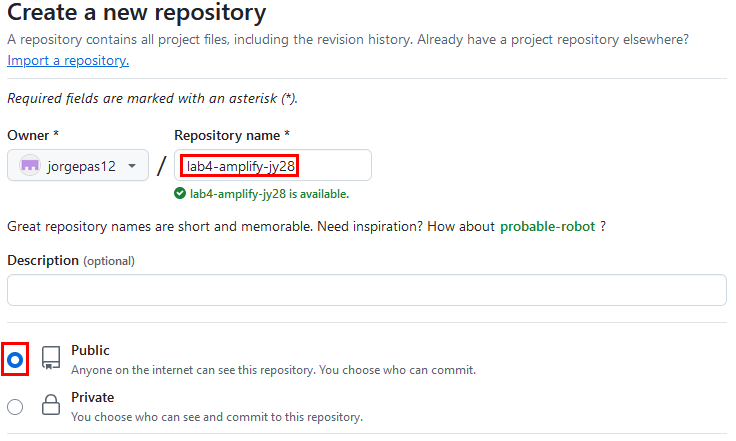 Create a new repository
A repository contains all project files, including the revision history. Already have a project repository elsewhere?
Import a repository.
Required fields are marked with an asterisk (*).
Owner * Repository name *
jorgepas12 / lab4-amplify-jy28
lab4-amplify-jy28 is available.
Great repository names are short and memorable. Need inspiration? How about probable-robot ?
Description (optional)
Public
Anyone on the internet can see this repository. You choose who can commit.
Private
You choose who can see and commit to this repository.